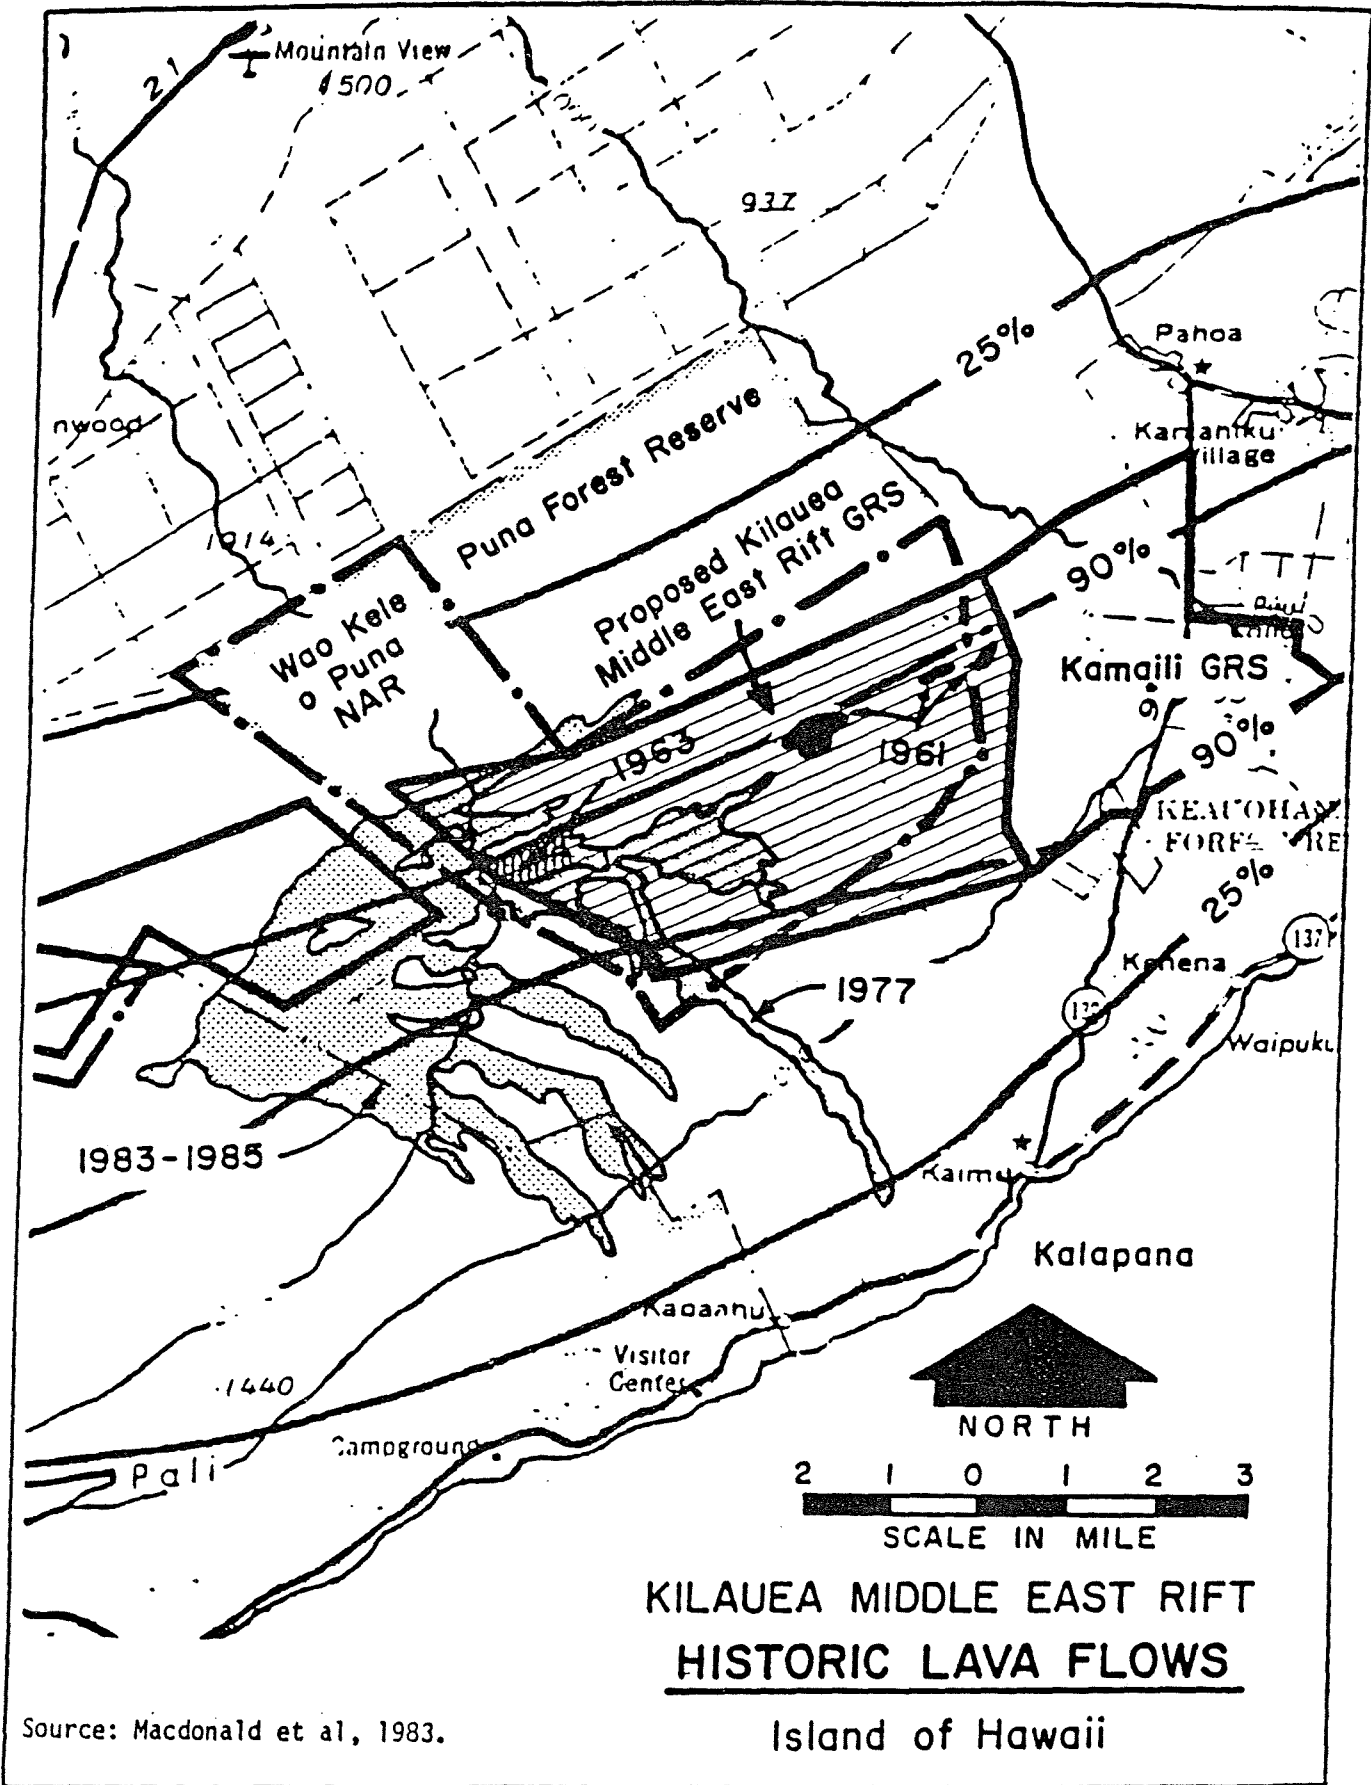 Mountain View
1500
937
25%
Pahoa
nwood
Puna Forest Reserve
Village
1914
Proposed Kilauea
Middle East Rift GRS
90%
Wao Kele
o Puna
NAR
Kamaili GRS
1963
1961
90%
25%
137
1977
Kehena
1983-1985
Kalapana
Visitor
Center
1440
NORTH
Campground
Pali
2 1 0 1 2 3
SCALE IN MILE
KILAUEA MIDDLE EAST RIFT
HISTORIC LAVA FLOWS
Island of Hawaii
Source: Macdonald et al, 1983.